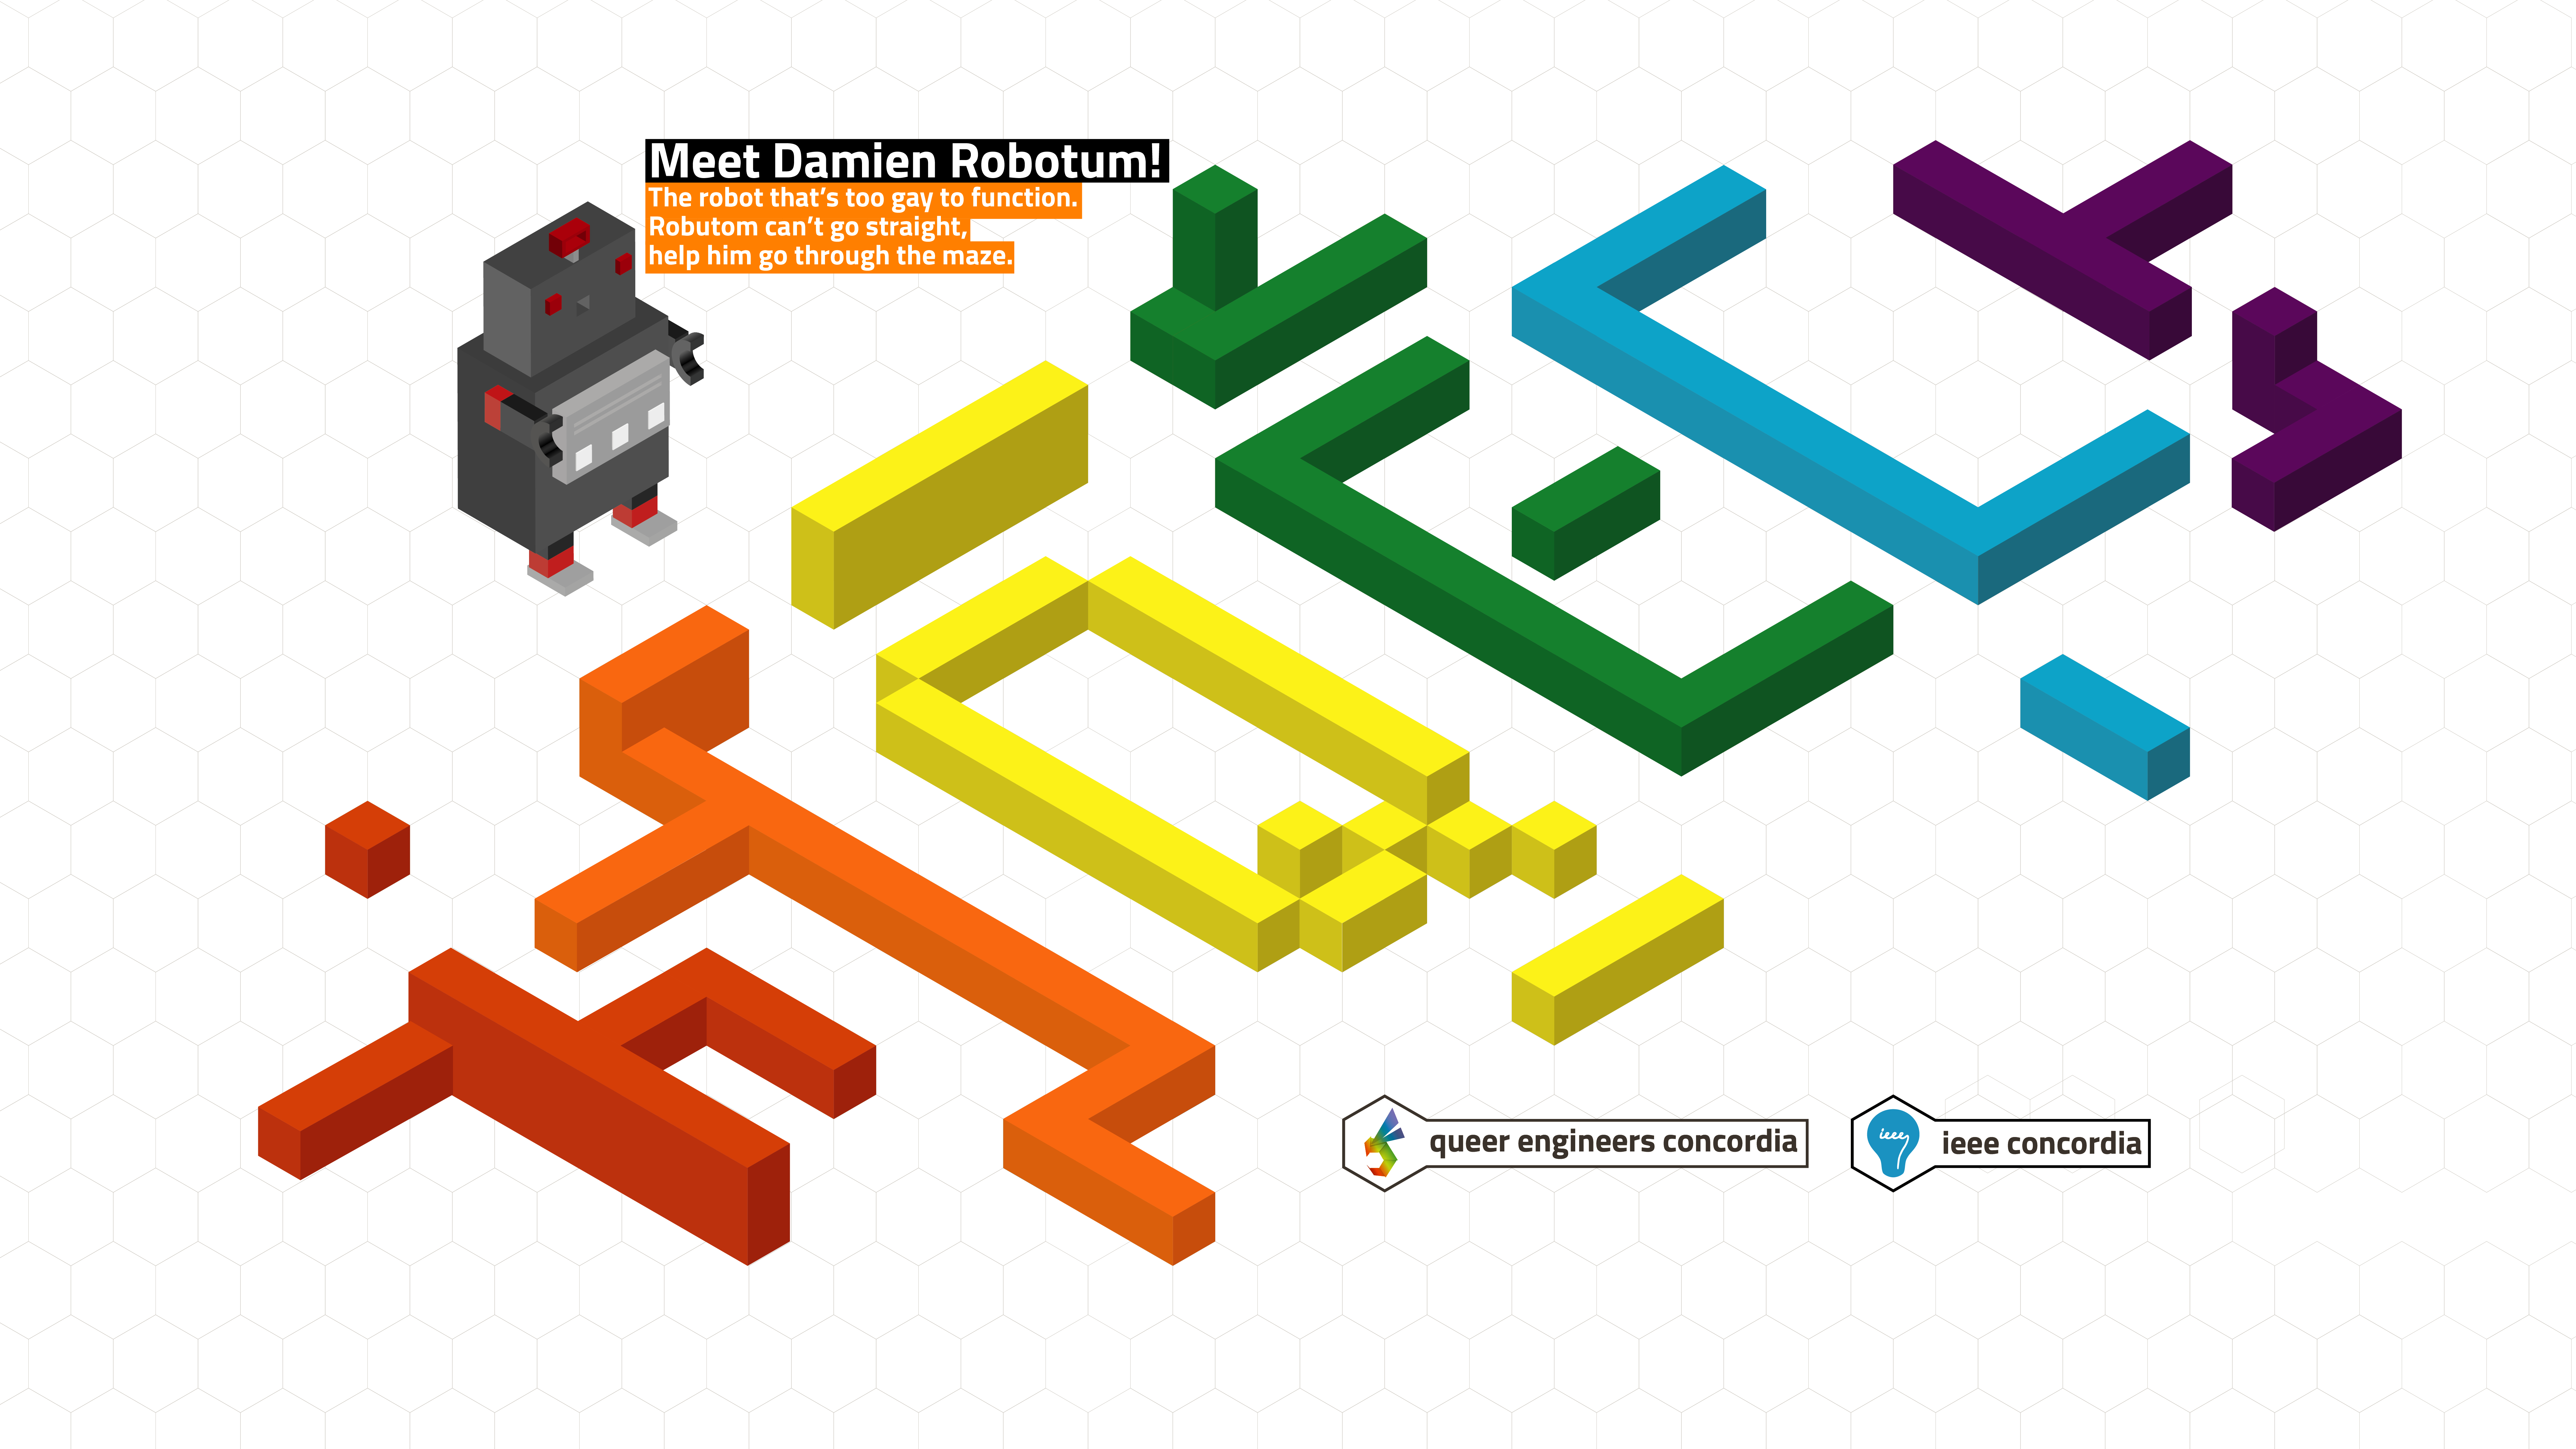 Meet Damien Robotum!
The robot that's too gay to function.
Robutom can't go straight,
help him go through the maze.
queer engineers concordia
ieee
ieee concordia